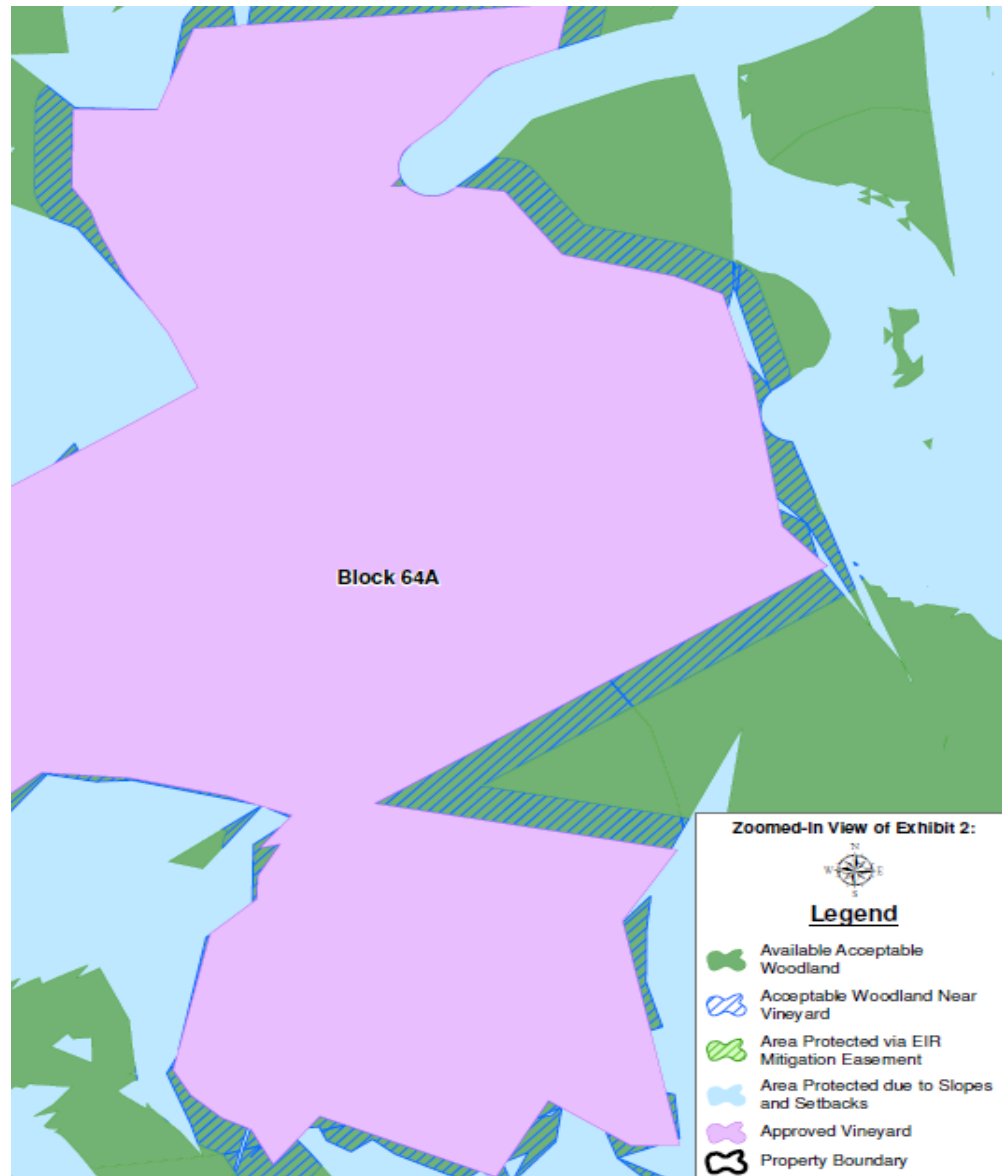 Block 64A
Zoomed-In View of Exhibit 2:
N
W E
S
Legend
Available Acceptable
Woodland
Acceptable Woodland Near
Vineyard
Area Protected via EIR
Mitigation Easement
Area Protected due to Slopes
and Setbacks
Approved Vineyard
Property Boundary